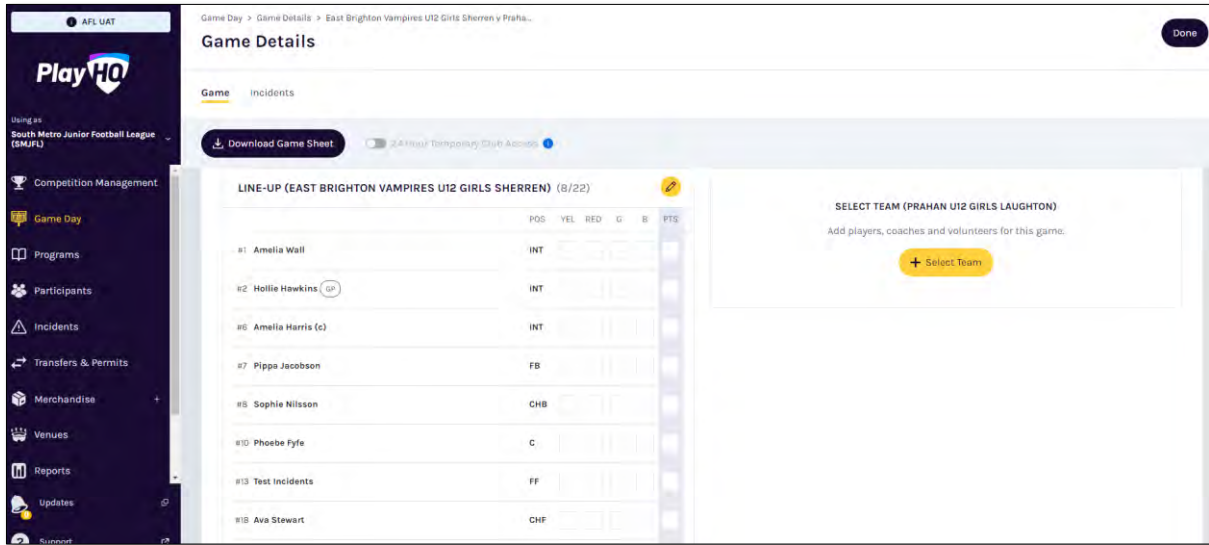 AFL UAT
PlayHQ
Using as
South Metro Junior Football League
(SMJFL)
Competition Management
Game Day
Programs
Participants
Incidents
Transfers & Permits
Merchandise +
Venues
Reports
Updates
Support
Game Day > Game Details > East Brighton Vampires U12 Girls Sherren v Praha...
Game Details
Done
Game Incidents
Download Game Sheet 24 Hour Temporary Club Access
LINE-UP (EAST BRIGHTON VAMPIRES U12 GIRLS SHERREN) (8/22)
POS YEL RED G B PTS
#1 Amelia Wall INT
#2 Hollie Hawkins GP INT
#6 Amelia Harris (c) INT
#7 Pippa Jacobson FB
#8 Sophie Nilsson CHB
#10 Phoebe Fyfe C
#13 Test Incidents FF
#18 Ava Stewart CHF
SELECT TEAM (PRAHAN U12 GIRLS LAUGHTON)
Add players, coaches and volunteers for this game.
+ Select Team